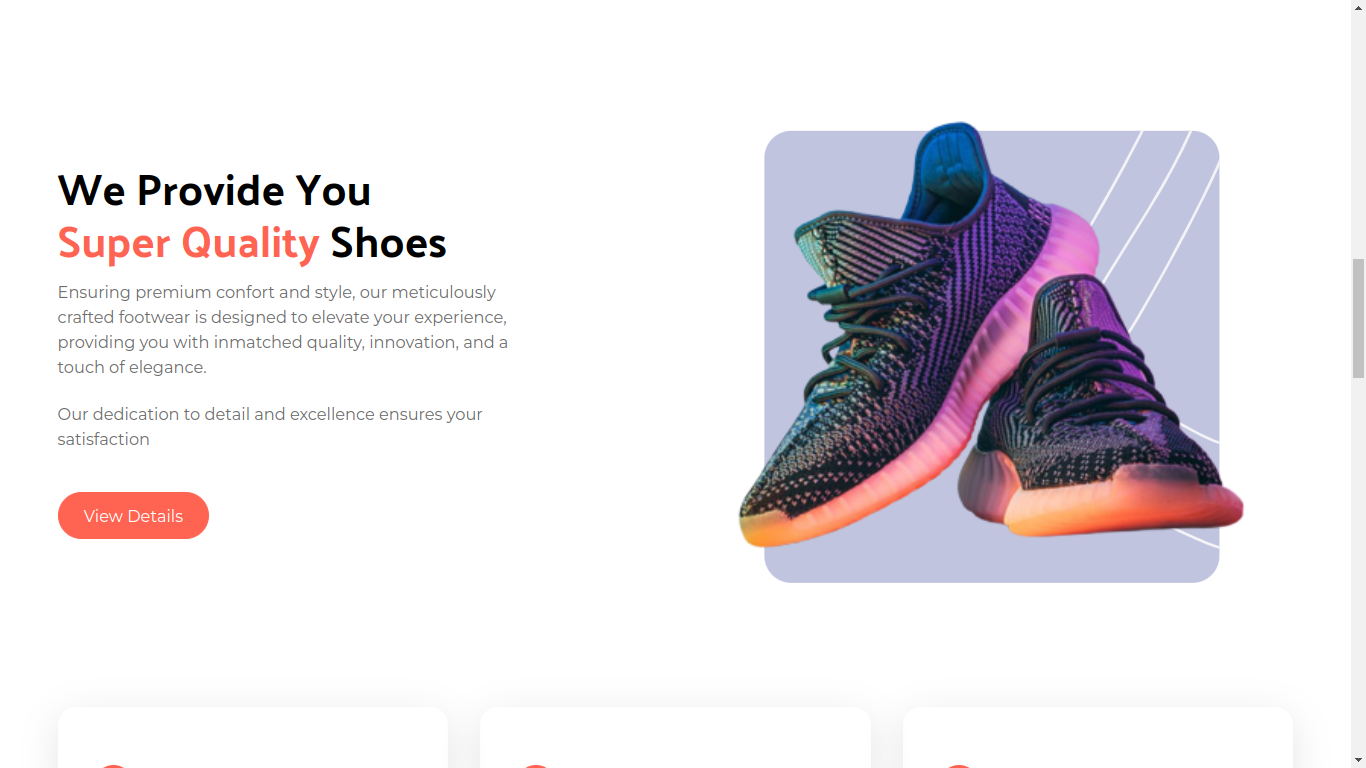 We Provide You
Super Quality Shoes
Ensuring premium confort and style, our meticulously
crafted footwear is designed to elevate your experience,
providing you with inmatched quality, innovation, and a
touch of elegance.
Our dedication to detail and excellence ensures your
satisfaction
View Details